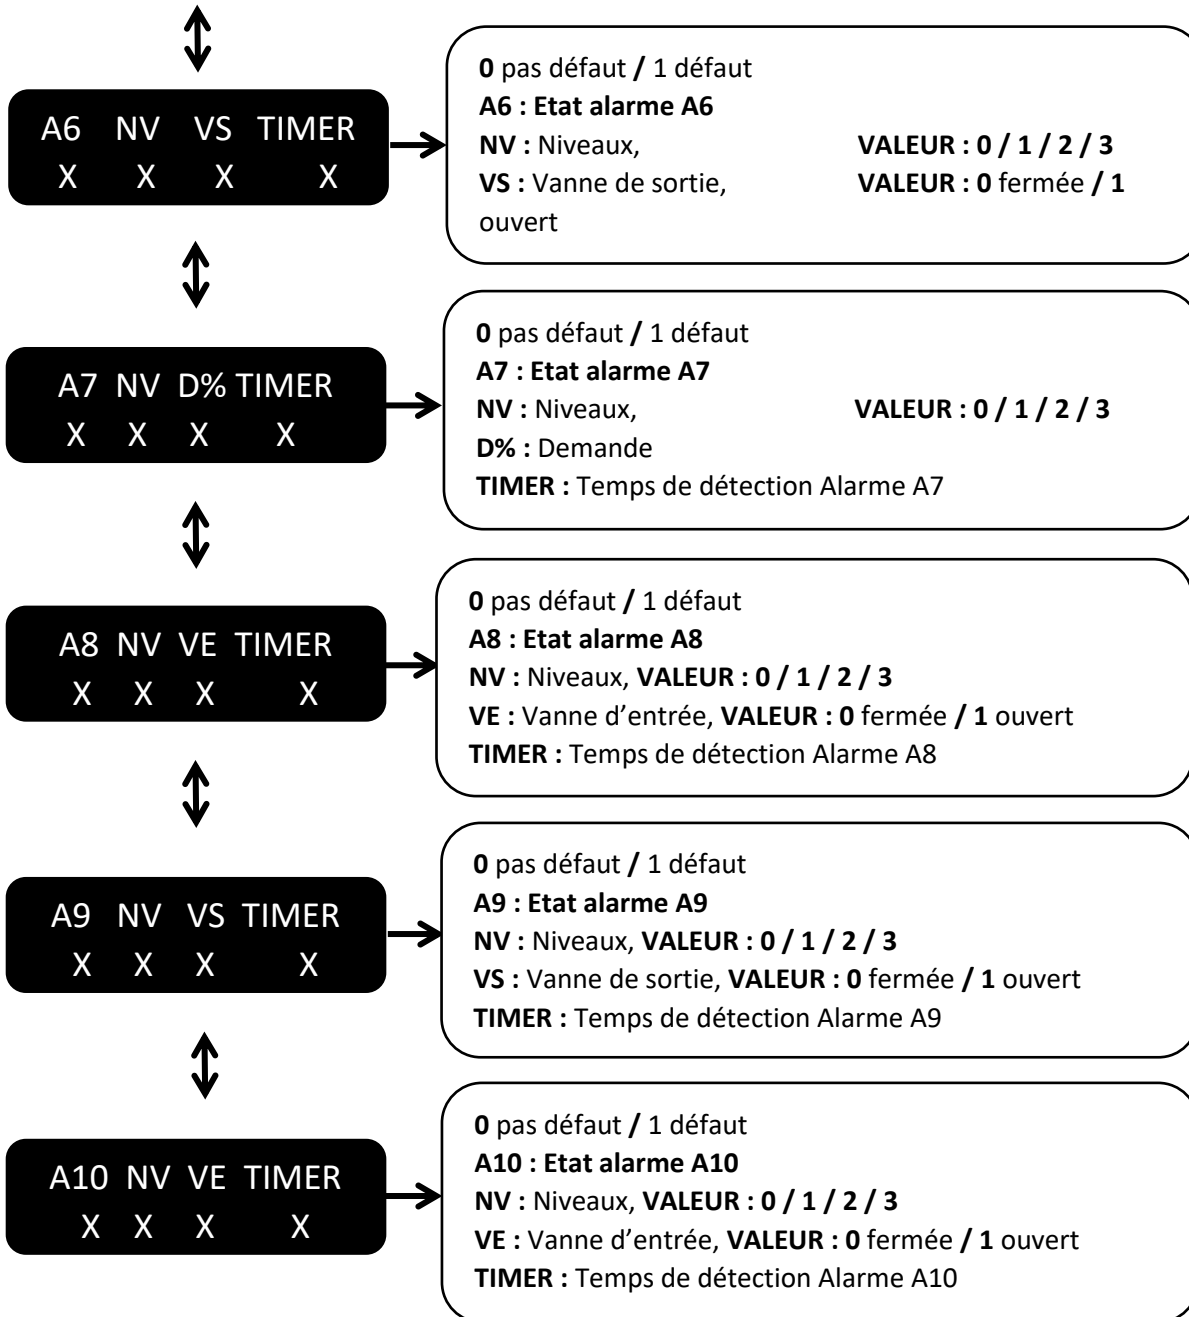 A6 NV VS TIMER
X X X X
0 pas défaut / 1 défaut
A6 : Etat alarme A6
NV : Niveaux, VALEUR : 0 / 1 / 2 / 3
VS : Vanne de sortie, VALEUR : 0 fermée / 1
ouvert
A7 NV D% TIMER
X X X X
0 pas défaut / 1 défaut
A7 : Etat alarme A7
NV : Niveaux, VALEUR : 0 / 1 / 2 / 3
D% : Demande
TIMER : Temps de détection Alarme A7
A8 NV VE TIMER
X X X X
0 pas défaut / 1 défaut
A8 : Etat alarme A8
NV : Niveaux, VALEUR : 0 / 1 / 2 / 3
VE : Vanne d’entrée, VALEUR : 0 fermée / 1 ouvert
TIMER : Temps de détection Alarme A8
A9 NV VS TIMER
X X X X
0 pas défaut / 1 défaut
A9 : Etat alarme A9
NV : Niveaux, VALEUR : 0 / 1 / 2 / 3
VS : Vanne de sortie, VALEUR : 0 fermée / 1 ouvert
TIMER : Temps de détection Alarme A9
A10 NV VE TIMER
X X X X
0 pas défaut / 1 défaut
A10 : Etat alarme A10
NV : Niveaux, VALEUR : 0 / 1 / 2 / 3
VE : Vanne d’entrée, VALEUR : 0 fermée / 1 ouvert
TIMER : Temps de détection Alarme A10